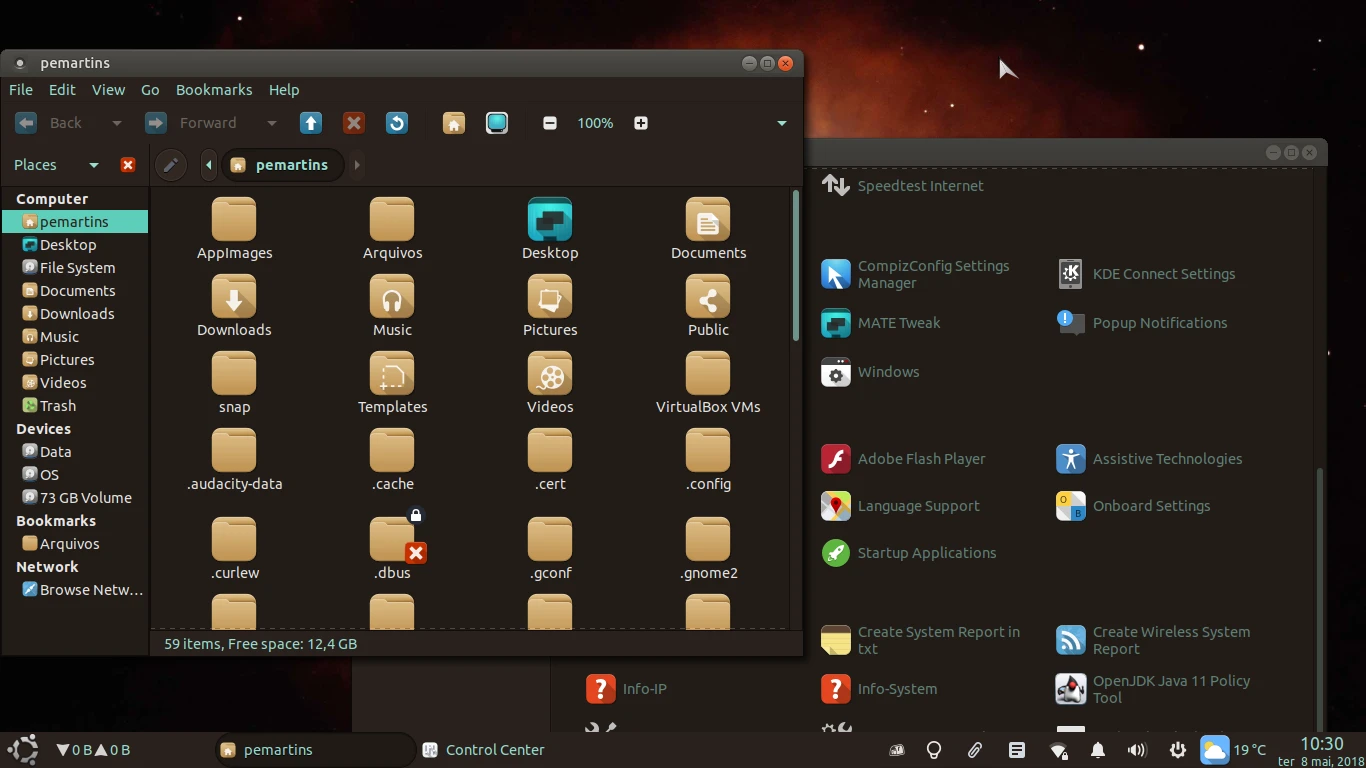 pemartins
File Edit View Go Bookmarks Help
Back Forward 100%
Places pemartins
Computer
pemartins
Desktop
File System
Documents
Downloads
Music
Pictures
Videos
Trash
Devices
Data
OS
73 GB Volume
Bookmarks
Arquivos
Network
Browse Netw...
AppImages Arquivos Desktop Documents
Downloads Music Pictures Public
snap Templates Videos VirtualBox VMs
.audacity-data .cache .cert .config
.curlew .dbus .gconf .gnome2
59 items, Free space: 12,4 GB
Speedtest Internet
CompizConfig Settings
Manager
KDE Connect Settings
MATE Tweak
Popup Notifications
Windows
Adobe Flash Player
Assistive Technologies
Language Support
Onboard Settings
Startup Applications
Create System Report in
txt
Create Wireless System
Report
Info-IP
Info-System
OpenJDK Java 11 Policy
Tool
0 B 0 B
pemartins
Control Center
19 °C
10:30
ter 8 mai, 2018